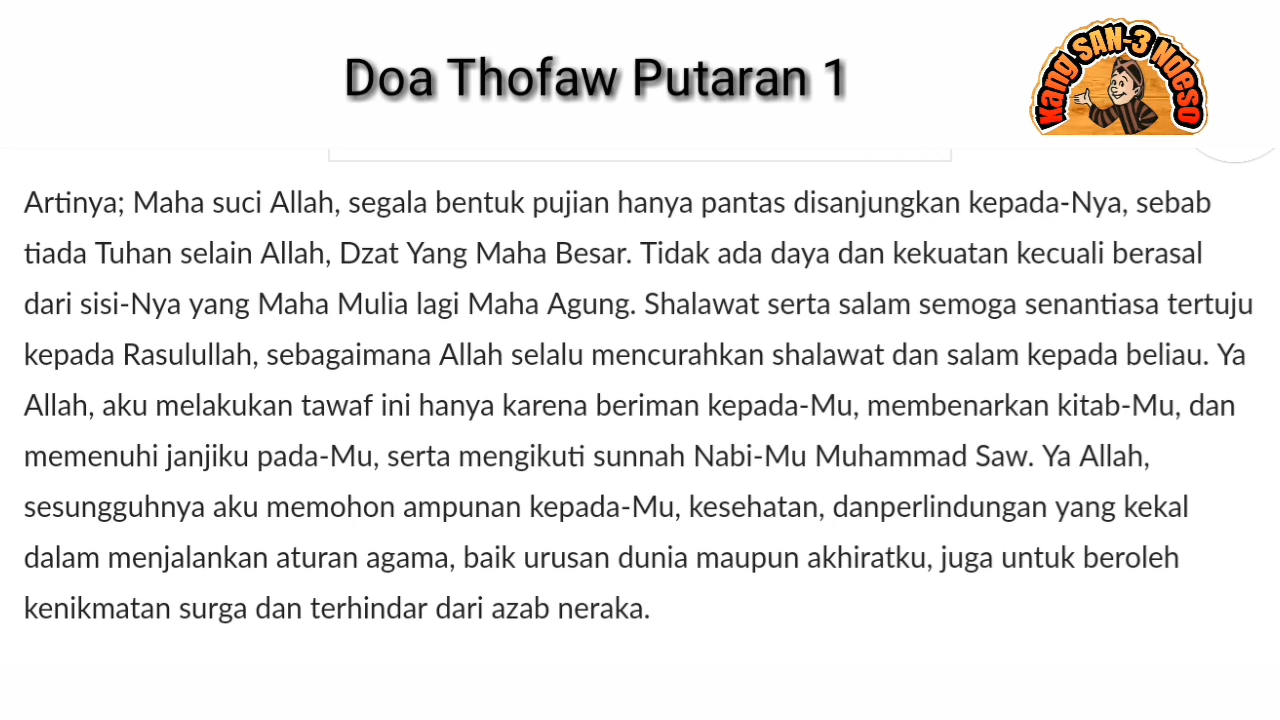 Doa Thofaw Putaran 1
Kang SAN-3 Ndeso
Artinya; Maha suci Allah, segala bentuk pujian hanya pantas disanjungkan kepada-Nya, sebab
tiada Tuhan selain Allah, Dzat Yang Maha Besar. Tidak ada daya dan kekuatan kecuali berasal
dari sisi-Nya yang Maha Mulia lagi Maha Agung. Shalawat serta salam semoga senantiasa tertuju
kepada Rasulullah, sebagaimana Allah selalu mencurahkan shalawat dan salam kepada beliau. Ya
Allah, aku melakukan tawaf ini hanya karena beriman kepada-Mu, membenarkan kitab-Mu, dan
memenuhi janjiku pada-Mu, serta mengikuti sunnah Nabi-Mu Muhammad Saw. Ya Allah,
sesungguhnya aku memohon ampunan kepada-Mu, kesehatan, danperlindungan yang kekal
dalam menjalankan aturan agama, baik urusan dunia maupun akhiratku, juga untuk beroleh
kenikmatan surga dan terhindar dari azab neraka.